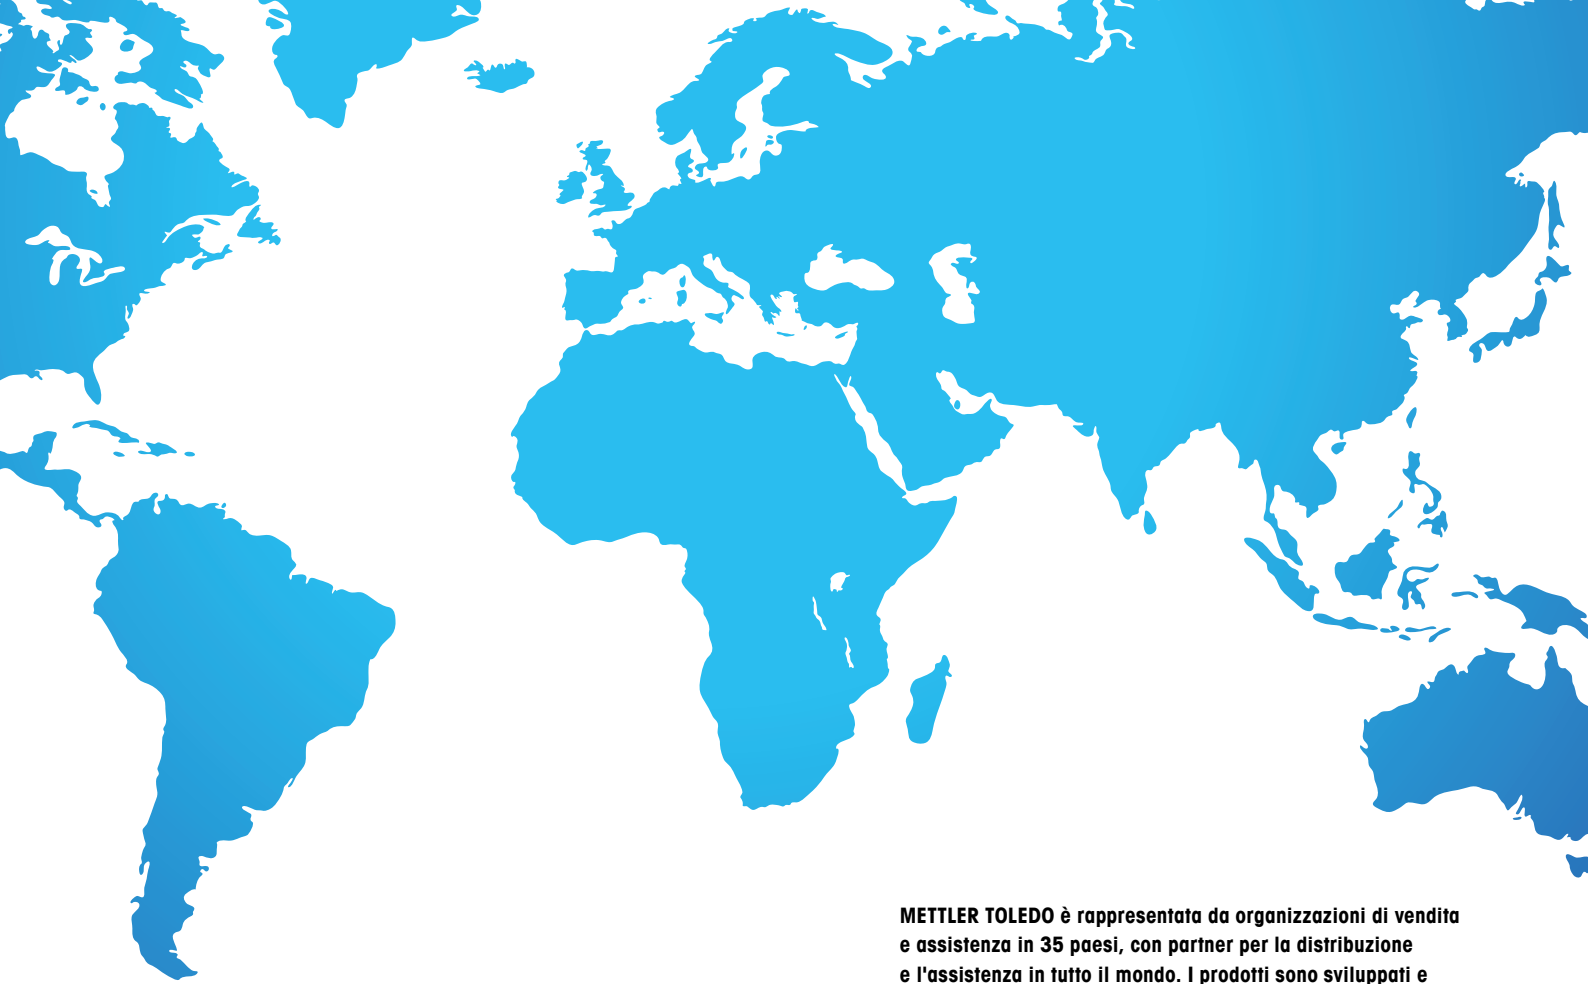 METTLER TOLEDO è rappresentata da organizzazioni di vendita
e assistenza in 35 paesi, con partner per la distribuzione
e l'assistenza in tutto il mondo. I prodotti sono sviluppati e